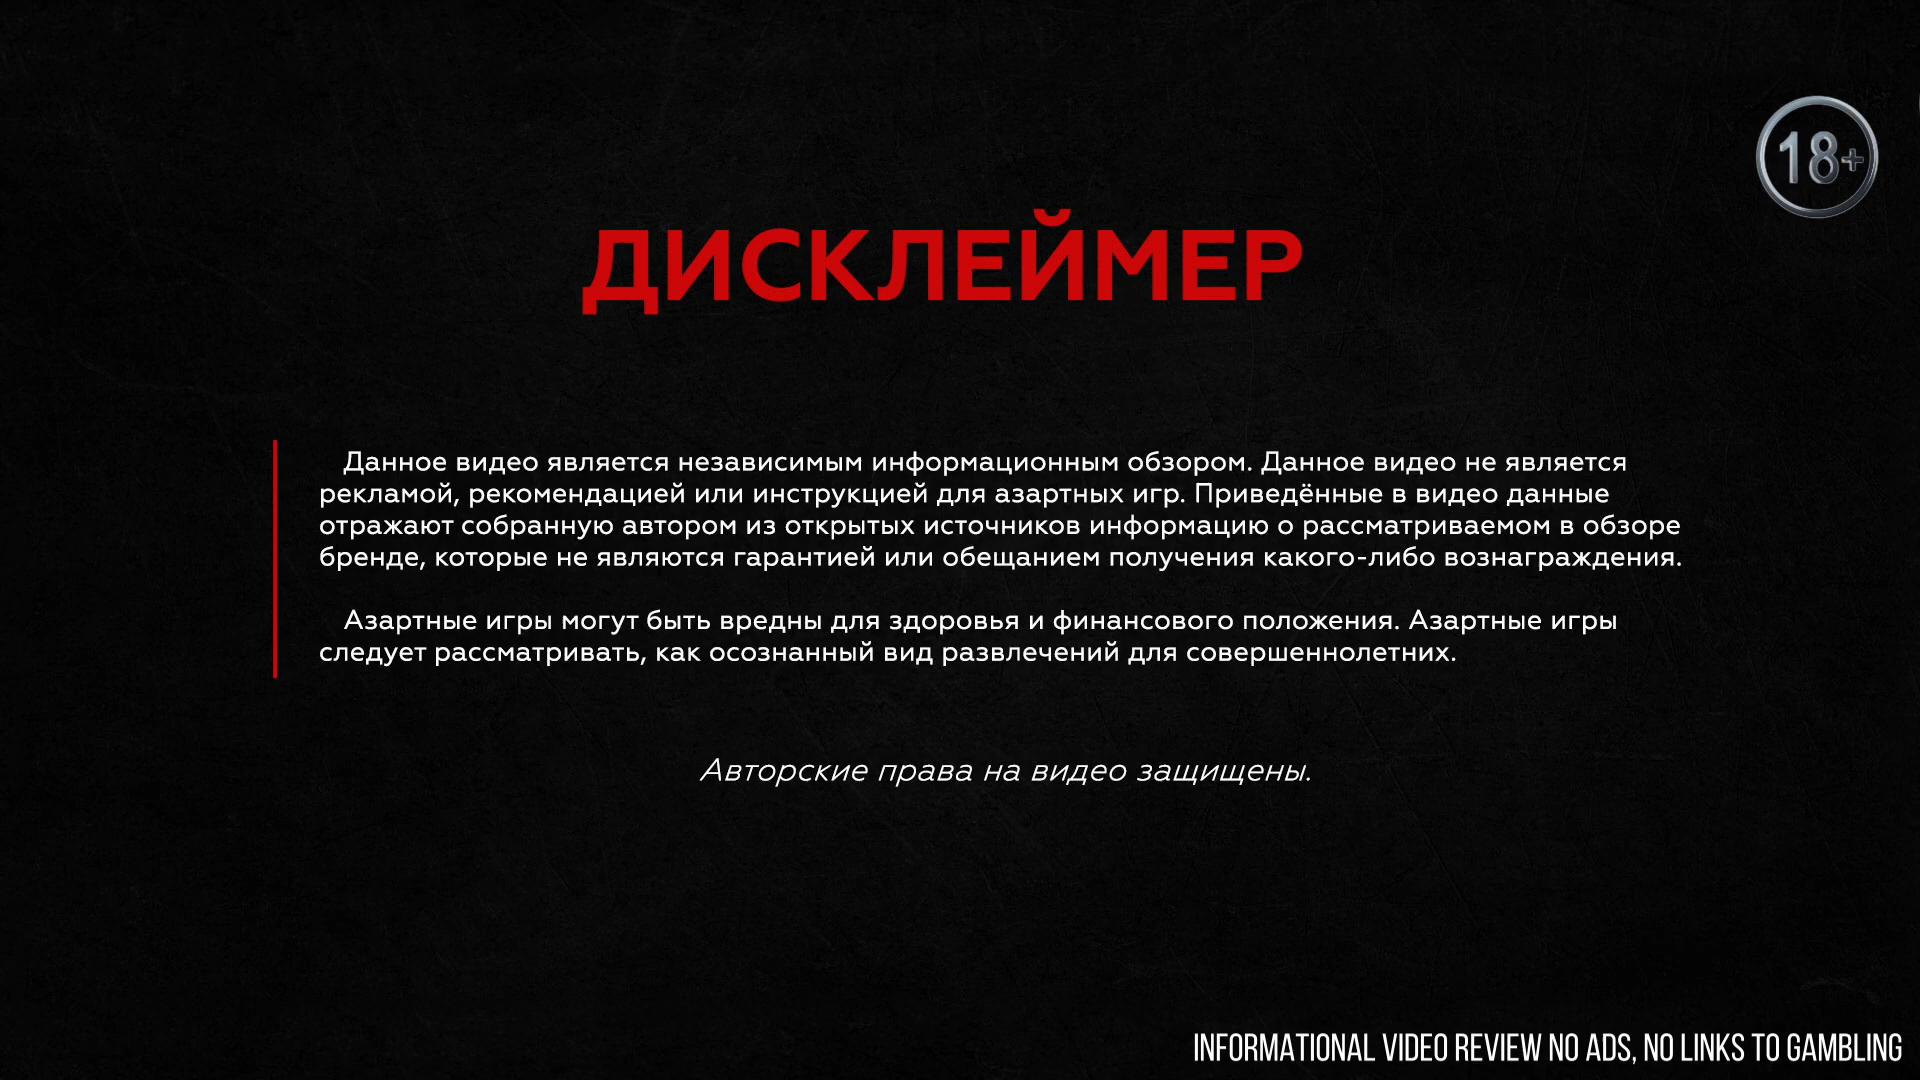 18+
ДИСКЛЕЙМЕР
Данное видео является независимым информационным обзором. Данное видео не является
рекламой, рекомендацией или инструкцией для азартных игр. Приведённые в видео данные
отражают собранную автором из открытых источников информацию о рассматриваемом в обзоре
бренде, которые не являются гарантией или обещанием получения какого-либо вознаграждения.
Азартные игры могут быть вредны для здоровья и финансового положения. Азартные игры
следует рассматривать, как осознанный вид развлечений для совершеннолетних.
Авторские права на видео защищены.
INFORMATIONAL VIDEO REVIEW NO ADS, NO LINKS TO GAMBLING